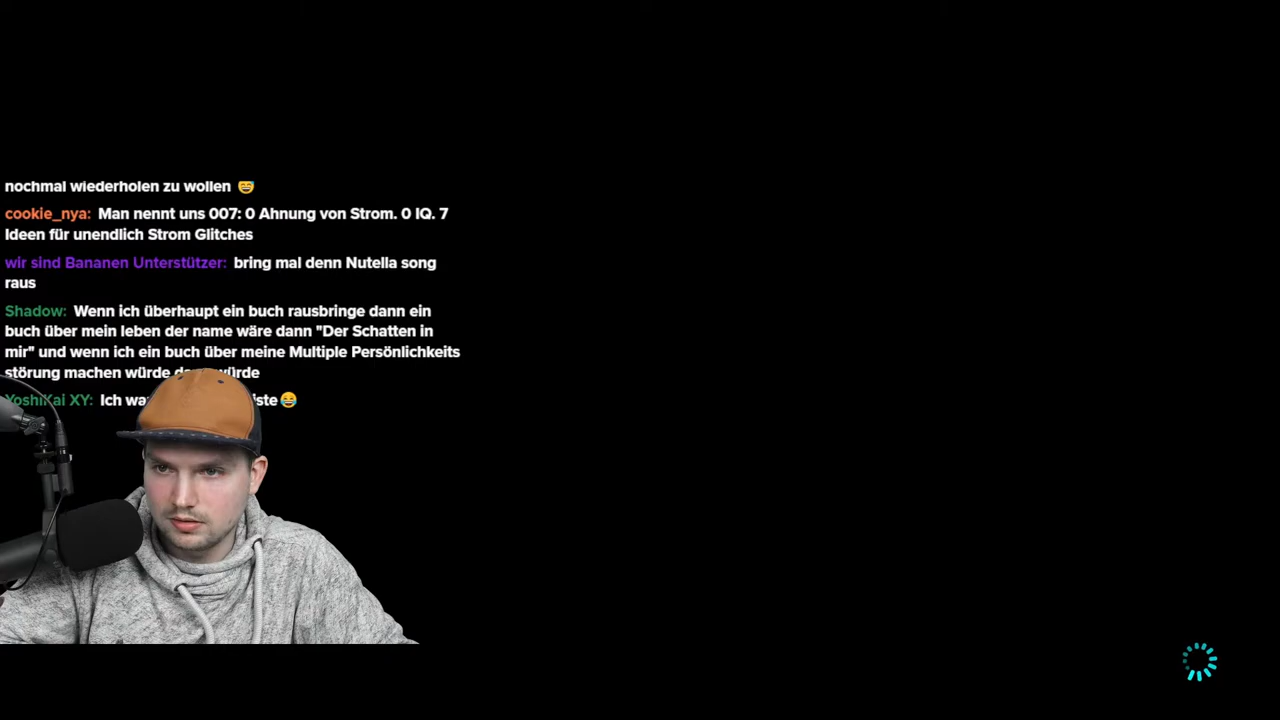 nochmal wiederholen zu wollen 😅
cookie_nya: Man nennt uns 007: 0 Ahnung von Strom. 0 IQ. 7
Ideen für unendlich Strom Glitches
wir sind Bananen Unterstützer: bring mal denn Nutella song
raus
Shadow: Wenn ich überhaupt ein buch rausbringe dann ein
buch über mein leben der name wäre dann "Der Schatten in
mir" und wenn ich ein buch über meine Multiple Persönlichkeits
störung machen würde würde
YoshiKai XY: Ich 😂